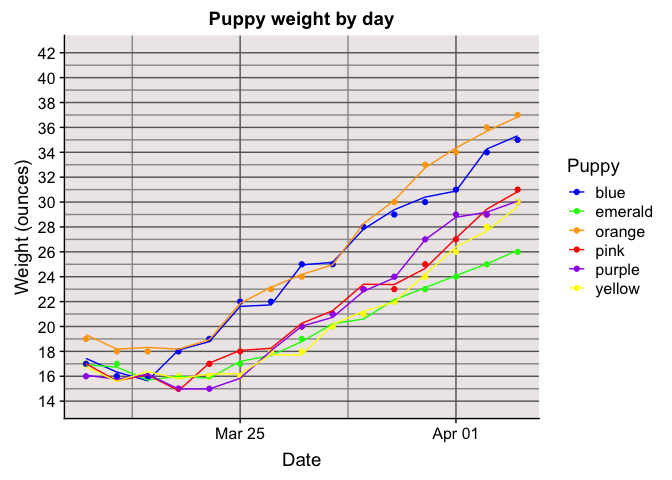 Puppy weight by day
42
40
38
36
34
32
30
28
26
24
22
20
18
16
14
Weight (ounces)
Mar 25
Apr 01
Date
Puppy
blue
emerald
orange
pink
purple
yellow